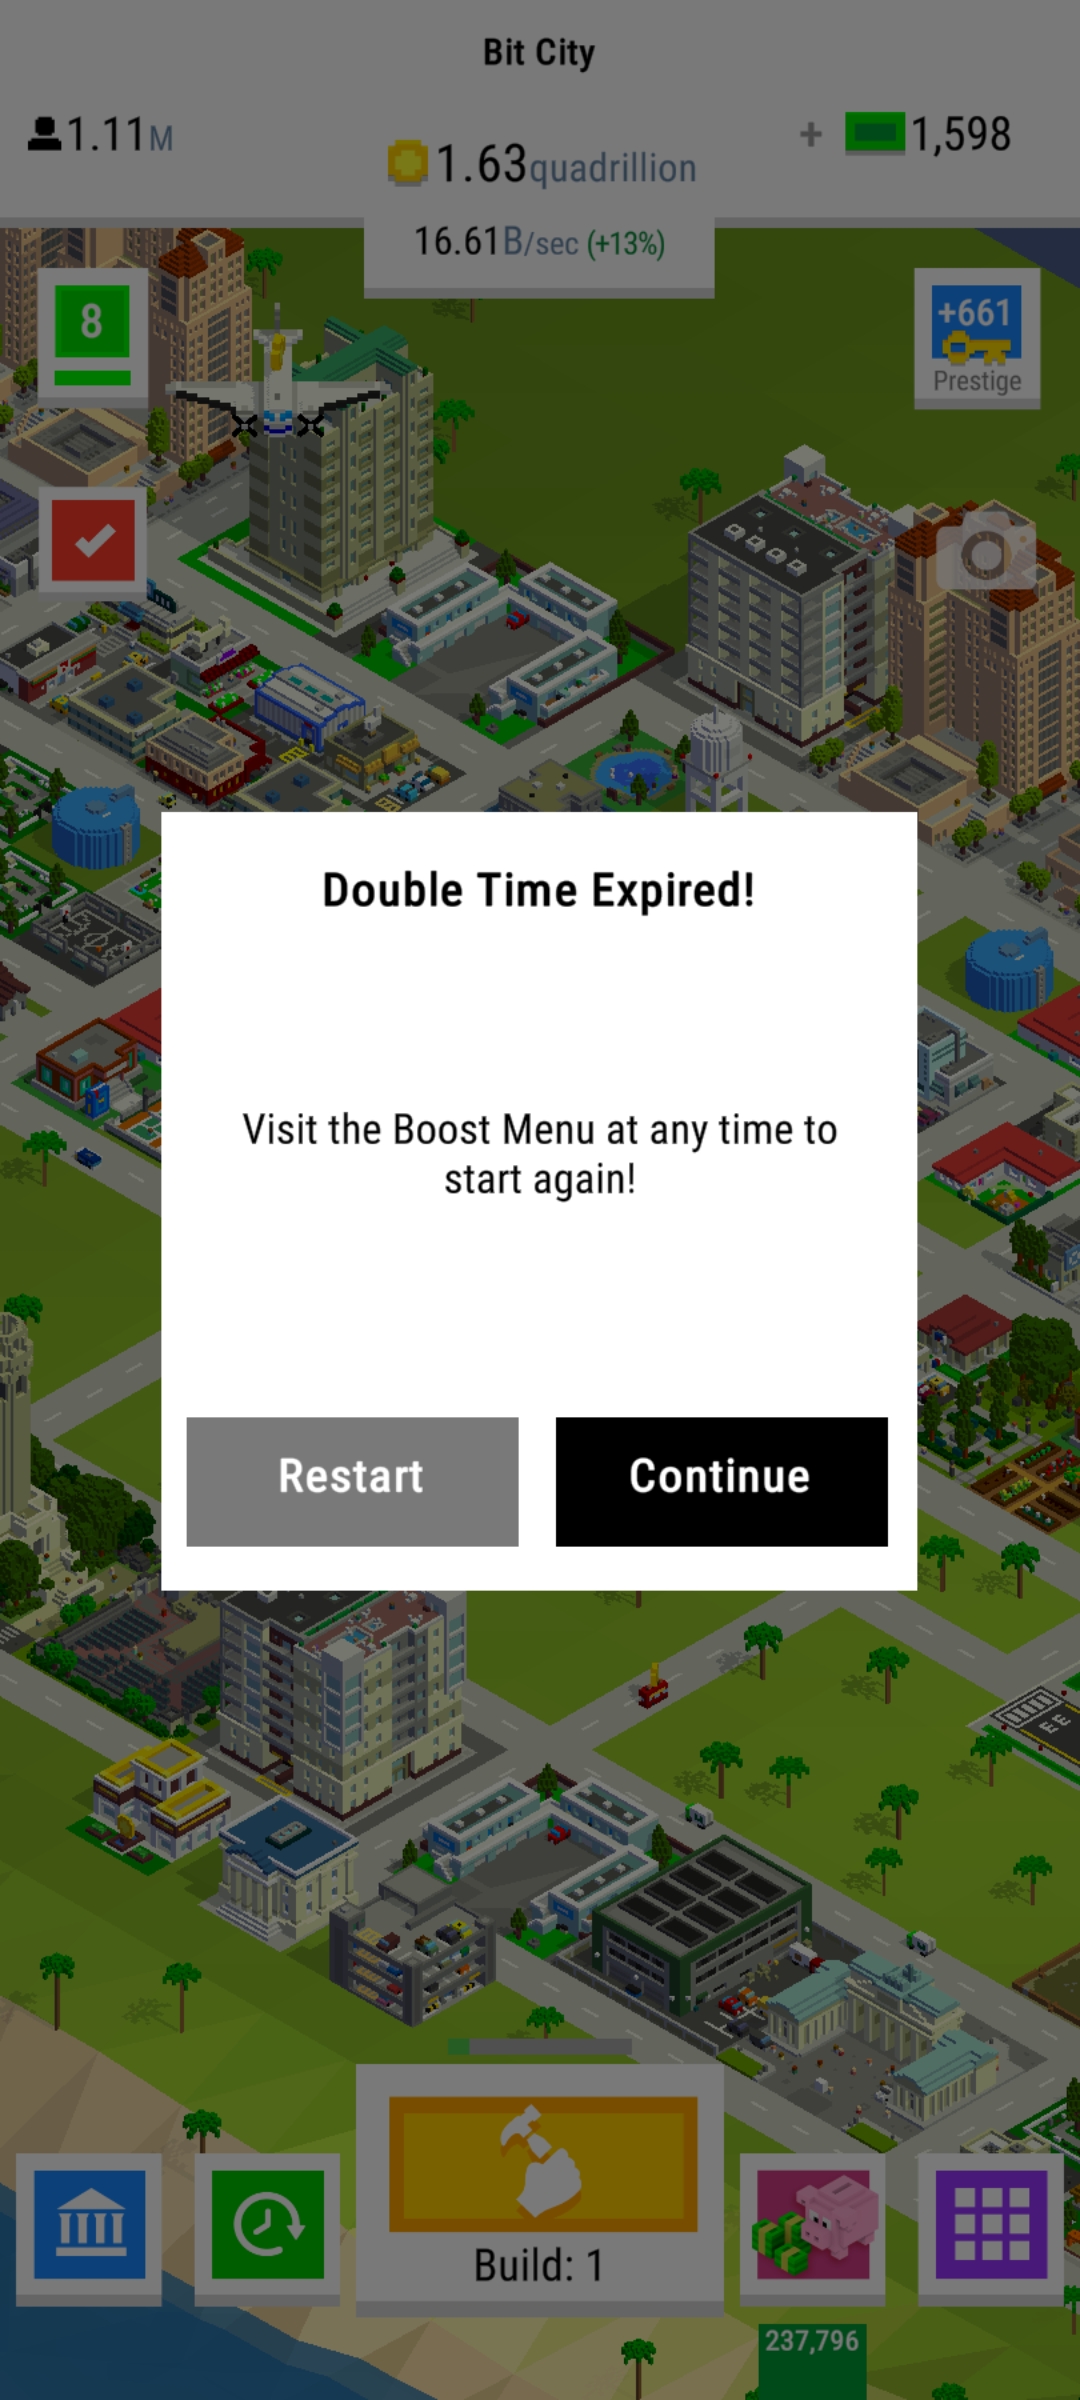 Bit City
1.11M
1.63quadrillion
+ 1,598
16.61B/sec (+13%)
8
+661
Prestige
Double Time Expired!
Visit the Boost Menu at any time to
start again!
Restart
Continue
Build: 1
237,796